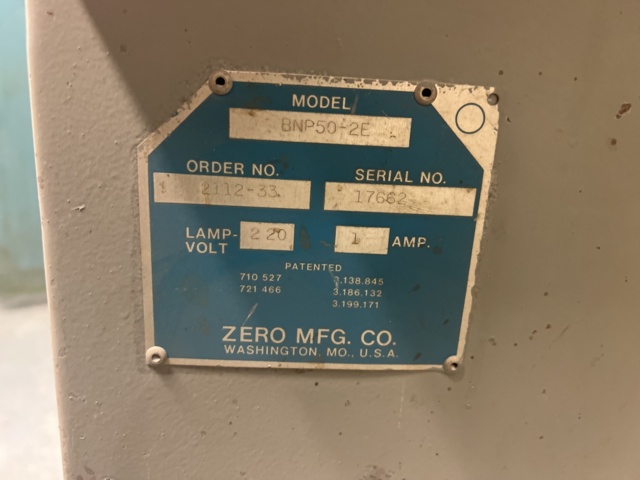 MODEL
BNP50-2E
ORDER NO.
SERIAL NO.
2112-33
17662
LAMP-
VOLT
220
1
AMP.
PATENTED
710 527
3.138.845
721 466
3.186.132
3.199.171
ZERO MFG. CO.
WASHINGTON. MO., U.S.A.